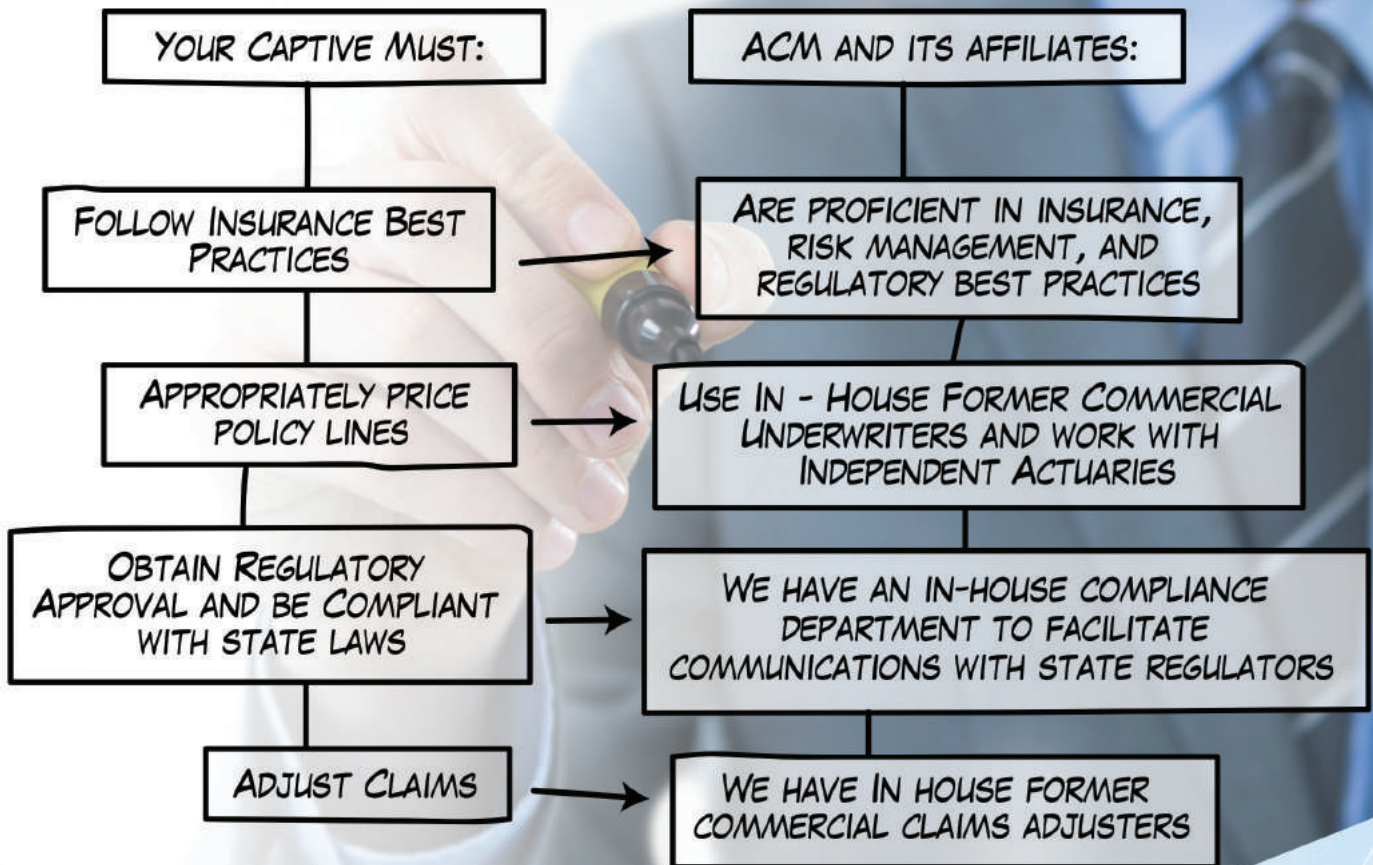 YOUR CAPTIVE MUST:
ACM AND ITS AFFILIATES:
FOLLOW INSURANCE BEST
PRACTICES
ARE PROFICIENT IN INSURANCE,
RISK MANAGEMENT, AND
REGULATORY BEST PRACTICES
APPROPRIATELY PRICE
POLICY LINES
USE IN - HOUSE FORMER COMMERCIAL
UNDERWRITERS AND WORK WITH
INDEPENDENT ACTUARIES
OBTAIN REGULATORY
APPROVAL AND BE COMPLIANT
WITH STATE LAWS
WE HAVE AN IN-HOUSE COMPLIANCE
DEPARTMENT TO FACILITATE
COMMUNICATIONS WITH STATE REGULATORS
ADJUST CLAIMS
WE HAVE IN HOUSE FORMER
COMMERCIAL CLAIMS ADJUSTERS